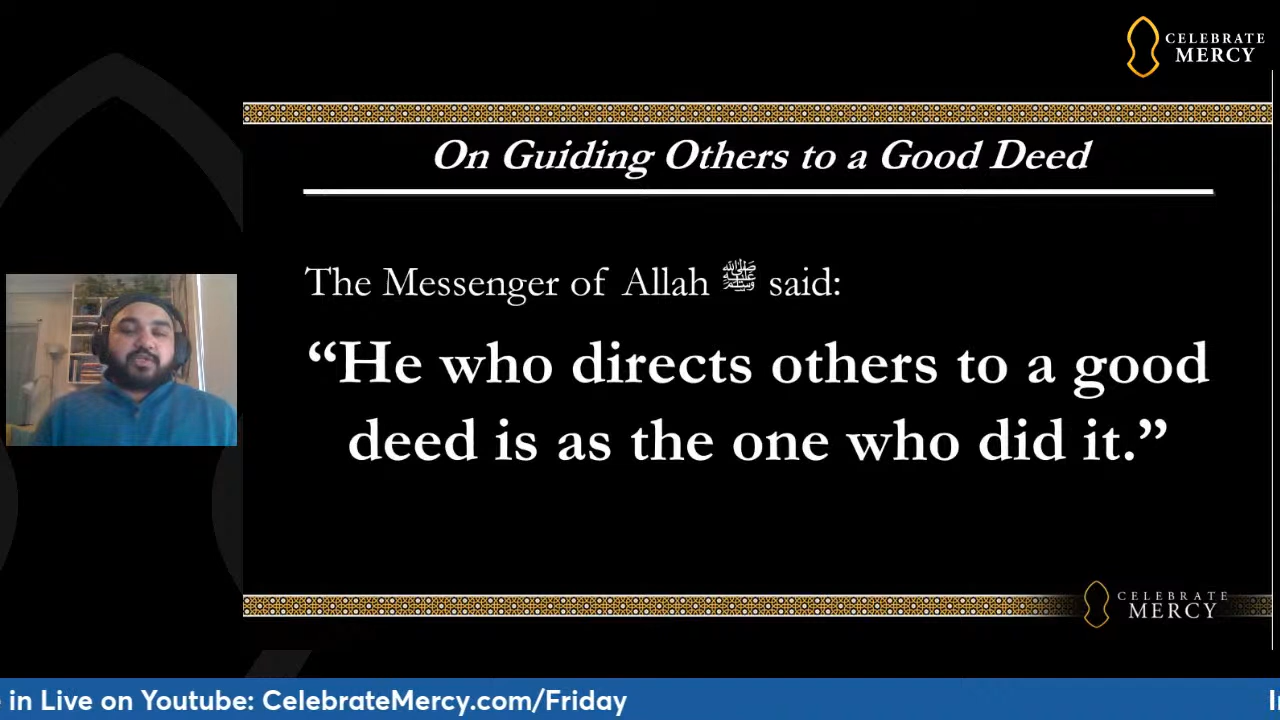 CELEBRATE
MERCY
On Guiding Others to a Good Deed
The Messenger of Allah ﷺ said:
“He who directs others to a good
deed is as the one who did it.”
CELEBRATE
MERCY
in Live on Youtube: CelebrateMercy.com/Friday